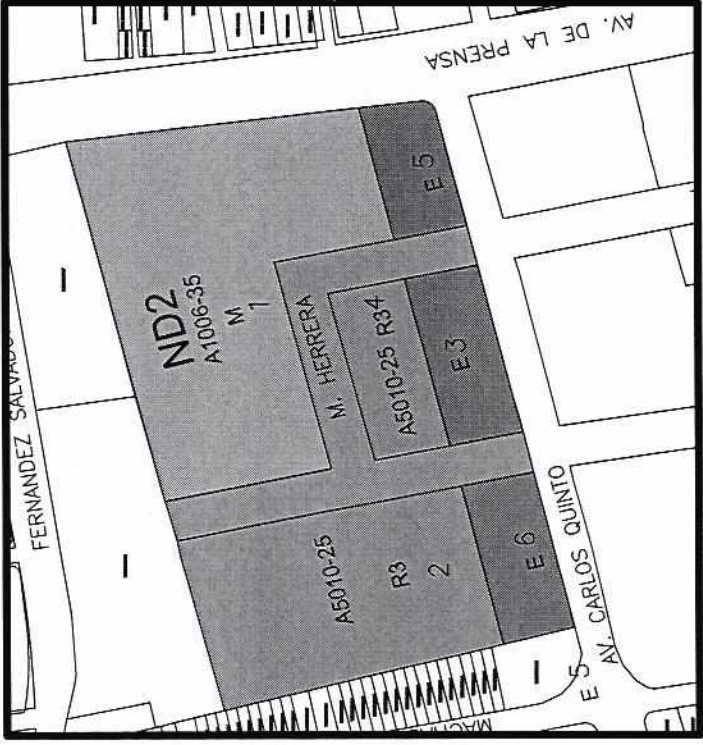 AV. DE LA PRENSA
FERNANDEZ SALVADO
ND2
A1006-35
M
1
E 5
M. HERRERA
A5010-25 R34
E 3
A5010-25
R3
2
E 6
AV. CARLOS QUINTO
E 5